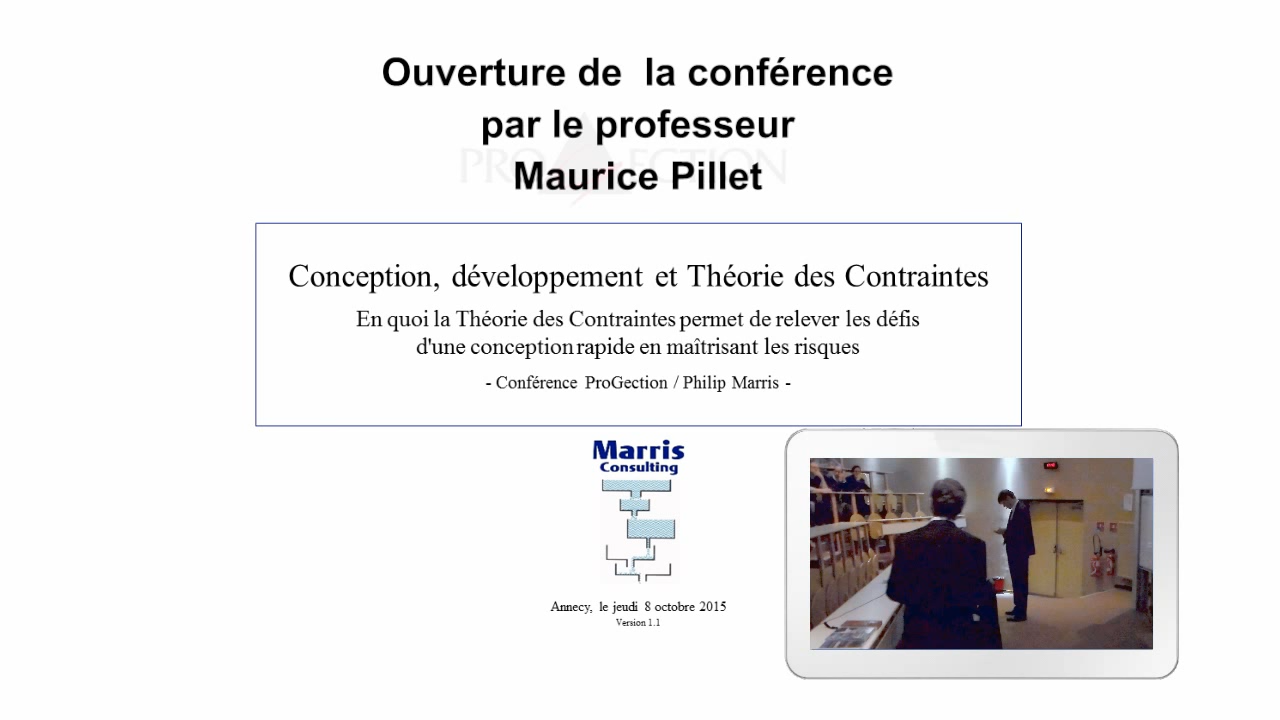 Ouverture de la conférence
par le professeur
PROGECTION
Maurice Pillet
Conception, développement et Théorie des Contraintes
En quoi la Théorie des Contraintes permet de relever les défis
d'une conception rapide en maîtrisant les risques
- Conférence ProGection / Philip Marris -
Marris
Consulting
Annecy, le jeudi 8 octobre 2015
Version 1.1